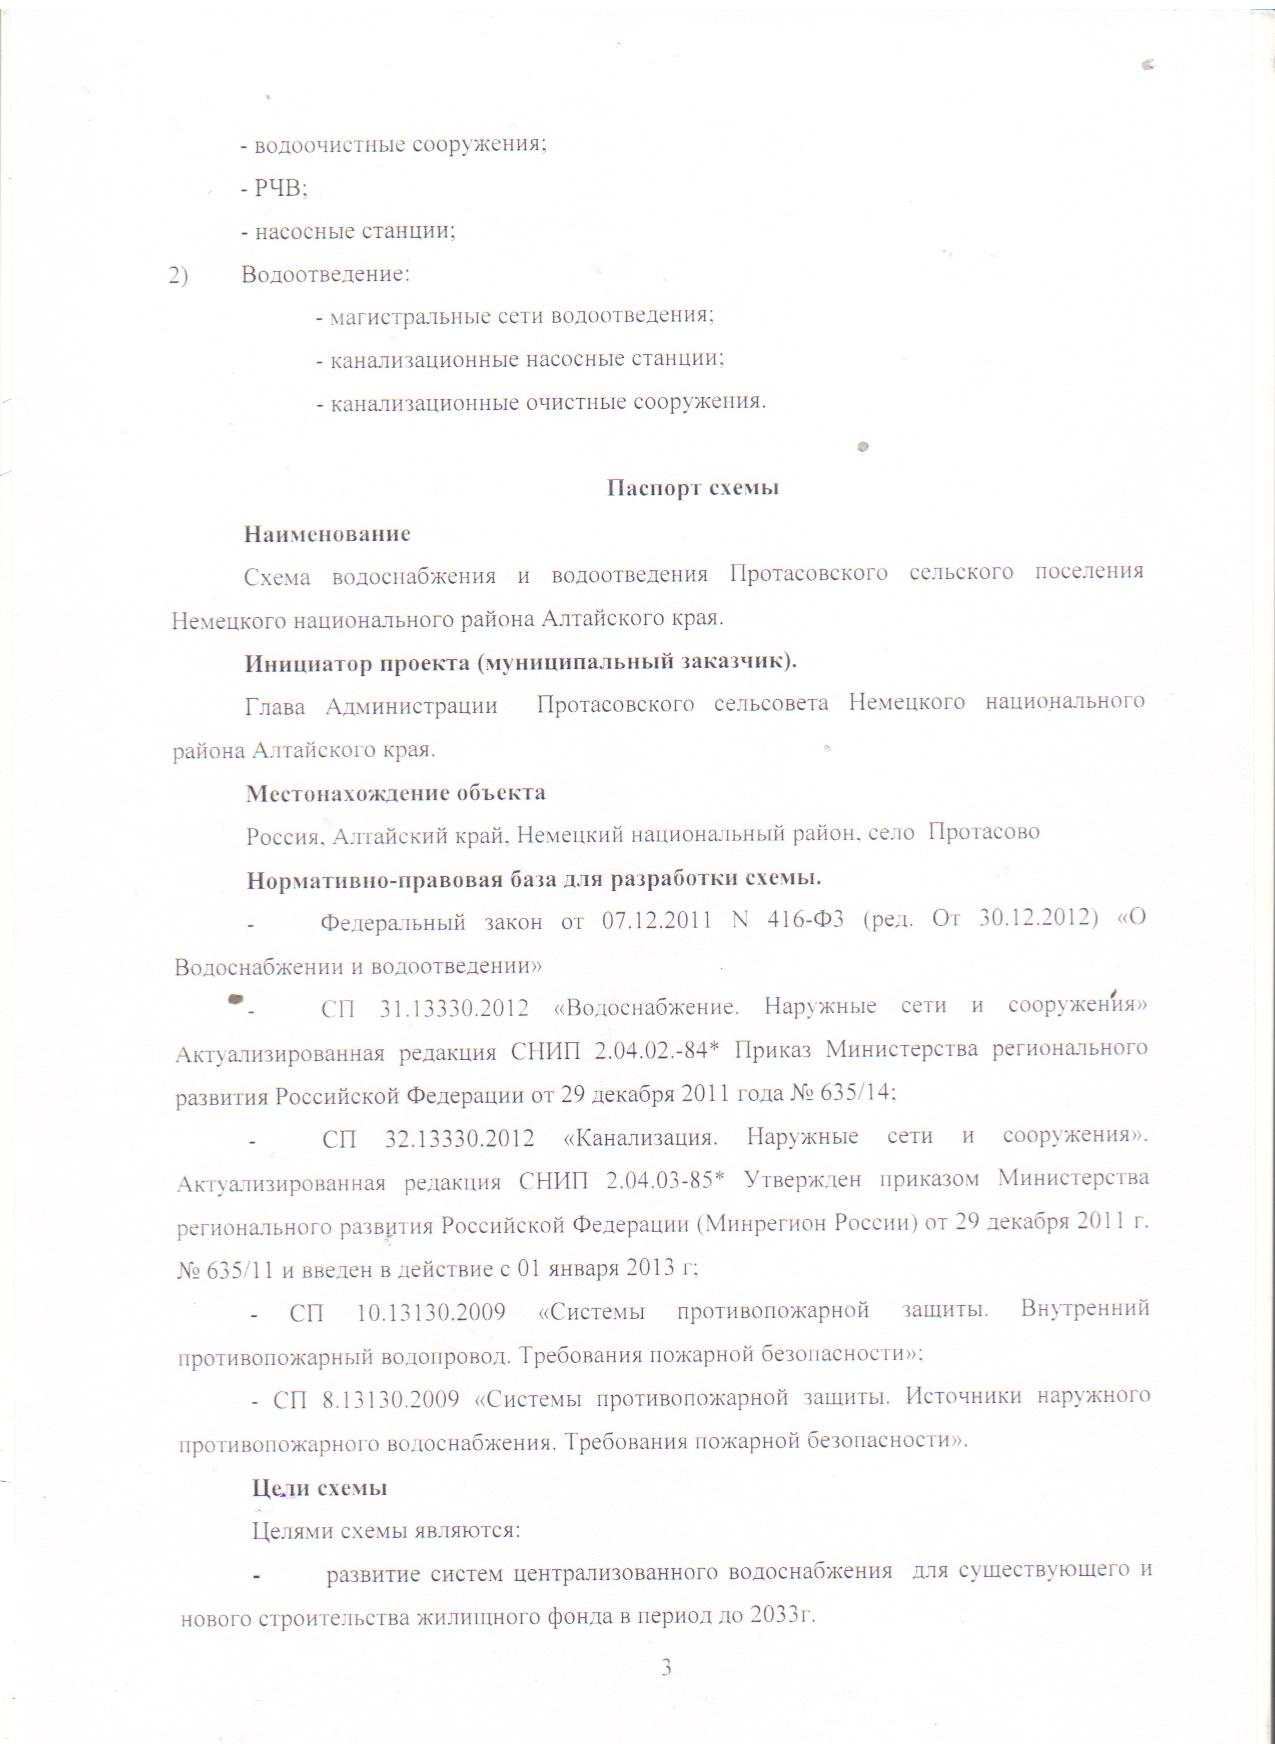 - водоочистные сооружения;
- РЧВ;
- насосные станции;
2) Водоотведение:
- магистральные сети водоотведения;
- канализационные насосные станции;
- канализационные очистные сооружения.
Паспорт схемы
Наименование
Схема водоснабжения и водоотведения Протасовского сельского поселения
Немецкого национального района Алтайского края.
Инициатор проекта (муниципальный заказчик).
Глава Администрации Протасовского сельсовета Немецкого национального
района Алтайского края.
Местонахождение объекта
Россия, Алтайский край, Немецкий национальный район, село Протасово
Нормативно-правовая база для разработки схемы.
- Федеральный закон от 07.12.2011 N 416-ФЗ (ред. От 30.12.2012) «О
Водоснабжении и водоотведении»
- СП 31.13330.2012 «Водоснабжение. Наружные сети и сооружения»
Актуализированная редакция СНИП 2.04.02.-84* Приказ Министерства регионального
развития Российской Федерации от 29 декабря 2011 года № 635/14;
- СП 32.13330.2012 «Канализация. Наружные сети и сооружения».
Актуализированная редакция СНИП 2.04.03-85* Утвержден приказом Министерства
регионального развития Российской Федерации (Минрегион России) от 29 декабря 2011 г.
№ 635/11 и введен в действие с 01 января 2013 г;
- СП 10.13130.2009 «Системы противопожарной защиты. Внутренний
противопожарный водопровод. Требования пожарной безопасности»;
- СП 8.13130.2009 «Системы противопожарной защиты. Источники наружного
противопожарного водоснабжения. Требования пожарной безопасности».
Цели схемы
Целями схемы являются:
- развитие систем централизованного водоснабжения для существующего и
нового строительства жилищного фонда в период до 2033г.
3